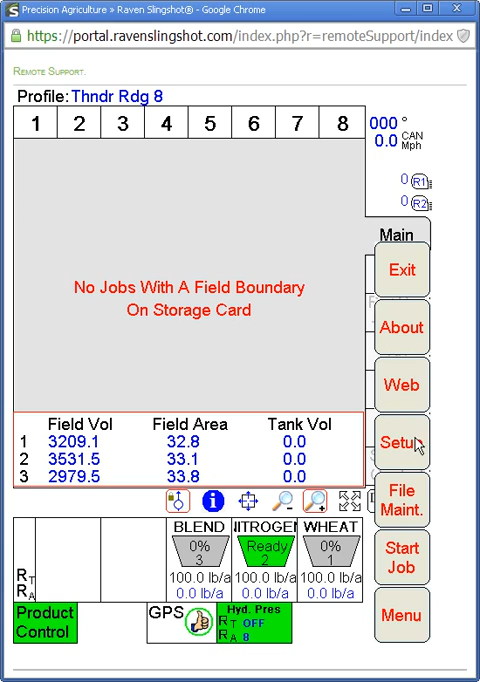 Precision Agriculture » Raven Slingshot® - Google Chrome
https://portal.ravenslingshot.com/index.php?r=remoteSupport/index
Remote Support.
Profile: Thndr Rdg 8
1 2 3 4 5 6 7 8
000 °
0.0 CAN Mph
0 R1
0 R2
Main
No Jobs With A Field Boundary
On Storage Card
Exit
About
Web
Setup
File
Maint.
Start
Job
Menu
Field Vol Field Area Tank Vol
1 3209.1 32.8 0.0
2 3531.5 33.1 0.0
3 2979.5 33.8 0.0
BLEND NITROGEN WHEAT
0% Ready 0%
3 2 1
RT 100.0 lb/a 100.0 lb/a 100.0 lb/a
RA 0.0 lb/a 0.0 lb/a 0.0 lb/a
Product
Control
GPS
Hyd. Pres
RT OFF
RA 8